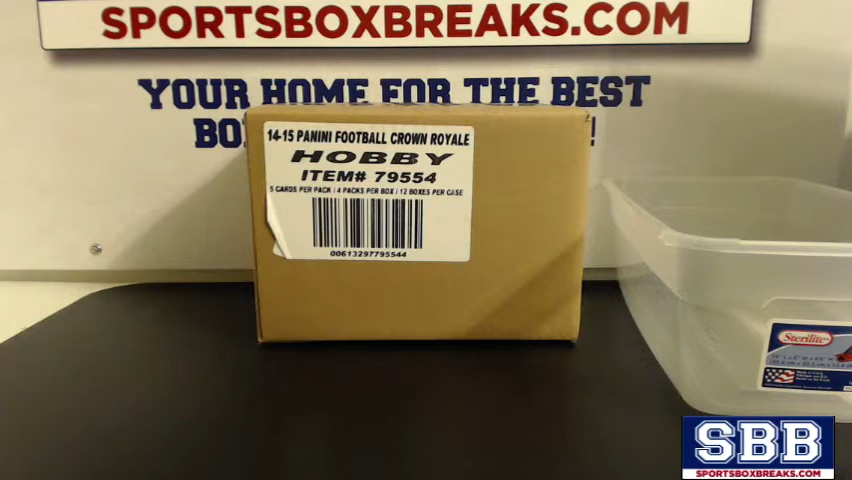 SPORTSBOXBREAKS.COM
YOUR HOME FOR THE BEST
14-15 PANINI FOOTBALL CROWN ROYALE
HOBBY
ITEM# 79554
5 CARDS PER PACK / 4 PACKS PER BOX / 12 BOXES PER CASE
00613297795544
Sterilite
SBB
SPORTSBOXBREAKS.COM